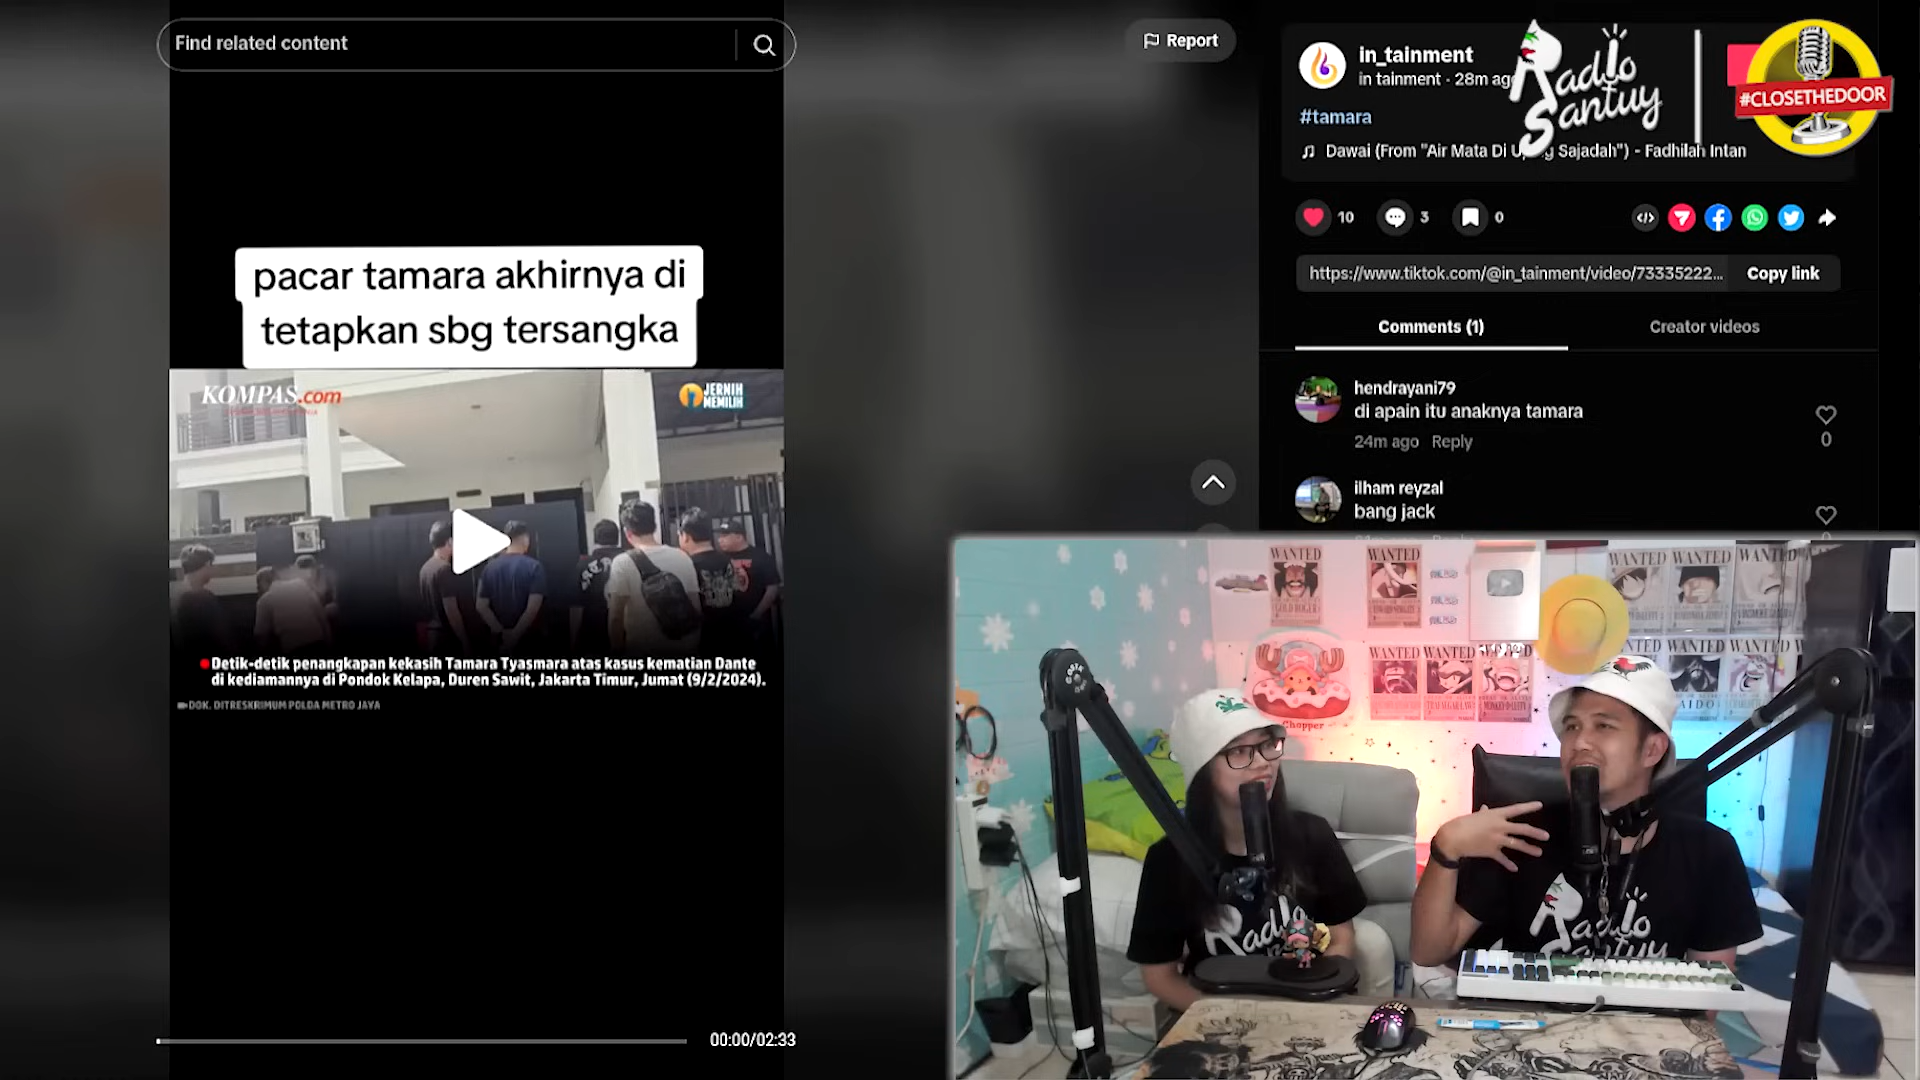 Find related content
Report
in_tainment
in tainment · 28m
#tamara
Dawai (From "Air Mata Di Sajadah") - Fadhilah Intan
Radio
Santuy
#CLOSETHEDOOR
10
3
0
https://www.tiktok.com/@in_tainment/video/73335222...
Copy link
Comments (1)
Creator videos
hendrayani79
di apain itu anaknya tamara
24m ago Reply
0
ilham reyzal
bang jack
pacar tamara akhirnya di
tetapkan sbg tersangka
KOMPAS.com
JERNIH
MEMILIH
Detik-detik penangkapan kekasih Tamara Tyasmara atas kasus kematian Dante
di kediamannya di Pondok Kelapa, Duren Sawit, Jakarta Timur, Jumat (9/2/2024).
DOK. DITRESKRIMUM POLDA METRO JAYA
00:00/02:33
WANTED
WANTED
WANTED
WANTED
WANTED
GOLD ROGER
WANTED
WANTED
WANTED
Chopper
Radio
Radio
Santuy